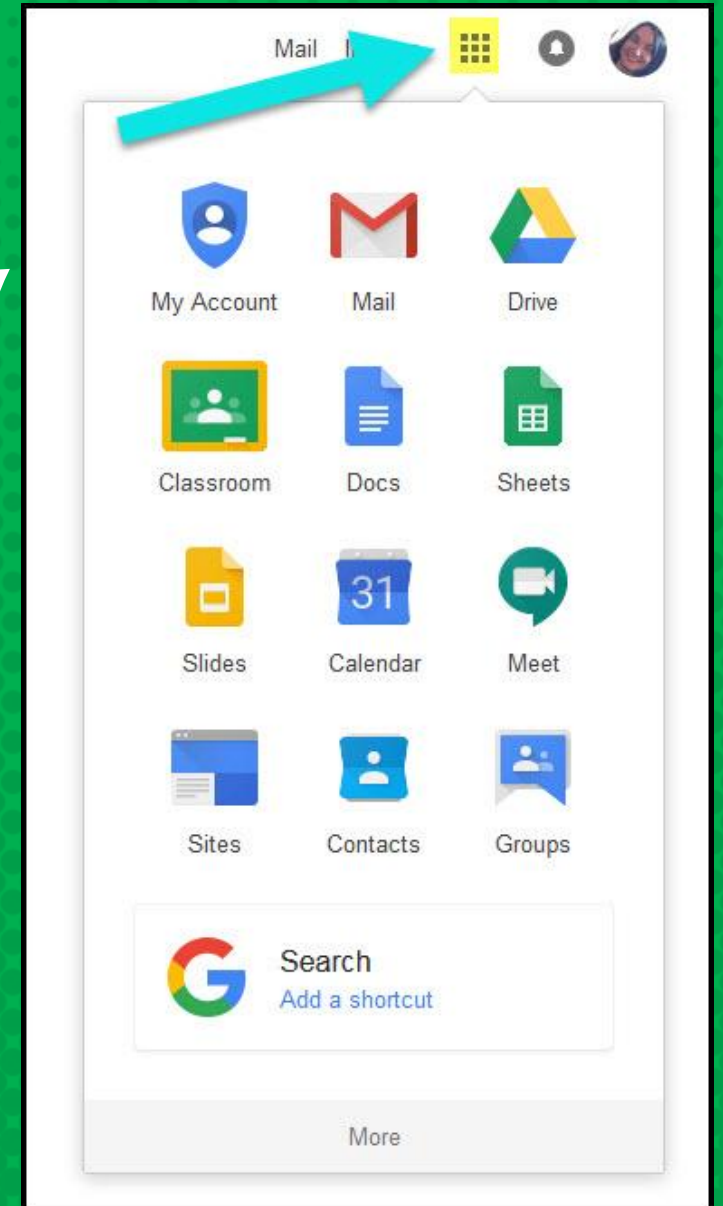 Mail
My Account Mail Drive
Classroom Docs Sheets
31
Slides Calendar Meet
Sites Contacts Groups
Search
Add a shortcut
More